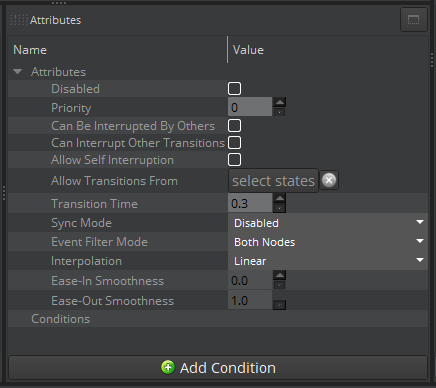 Attributes
Name Value
Attributes
Disabled
Priority 0
Can Be Interrupted By Others
Can Interrupt Other Transitions
Allow Self Interruption
Allow Transitions From select states
Transition Time 0.3
Sync Mode Disabled
Event Filter Mode Both Nodes
Interpolation Linear
Ease-In Smoothness 0.0
Ease-Out Smoothness 1.0
Conditions
Add Condition